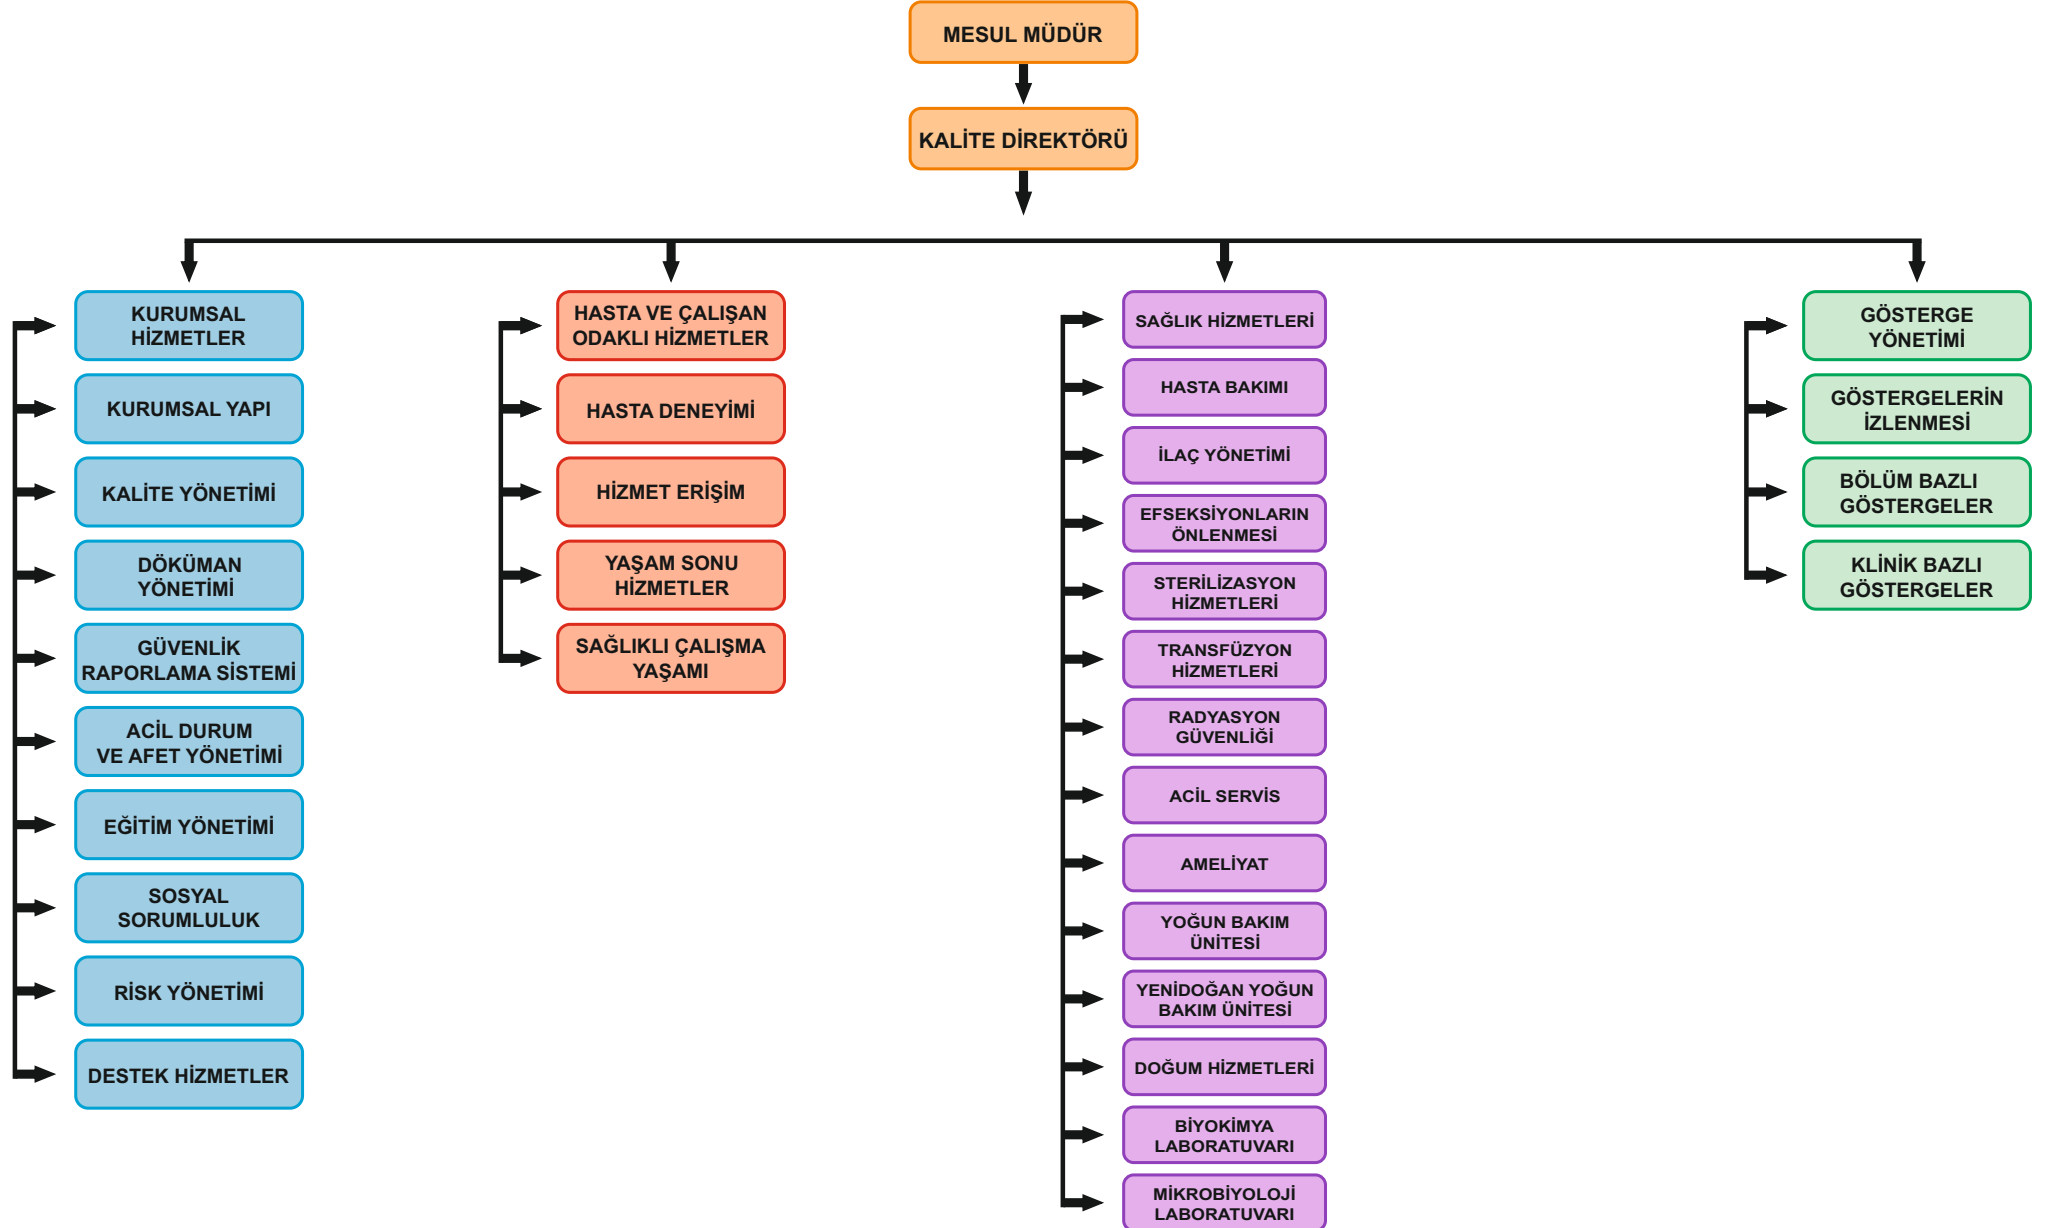 MESUL MÜDÜR
KALİTE DİREKTÖRÜ
KURUMSAL
HİZMETLER
KURUMSAL YAPI
KALİTE YÖNETİMİ
DÖKÜMAN
YÖNETİMİ
GÜVENLİK
RAPORLAMA SİSTEMİ
ACİL DURUM
VE AFET YÖNETİMİ
EĞİTİM YÖNETİMİ
SOSYAL
SORUMLULUK
RİSK YÖNETİMİ
DESTEK HİZMETLER
HASTA VE ÇALIŞAN
ODAKLI HİZMETLER
HASTA DENEYİMİ
HİZMET ERİŞİM
YAŞAM SONU
HİZMETLER
SAĞLIKLI ÇALIŞMA
YAŞAMI
SAĞLIK HİZMETLERİ
HASTA BAKIMI
İLAÇ YÖNETİMİ
EFSEKSİYONLARIN
ÖNLENMESİ
STERİLİZASYON
HİZMETLERİ
TRANSFÜZYON
HİZMETLERİ
RADYASYON
GÜVENLİĞİ
ACİL SERVİS
AMELİYAT
YOĞUN BAKIM
ÜNİTESİ
YENİDOĞAN YOĞUN
BAKIM ÜNİTESİ
DOĞUM HİZMETLERİ
BİYOKİMYA
LABORATUVARI
MİKROBİYOLOJİ
LABORATUVARI
GÖSTERGE
YÖNETİMİ
GÖSTERGELERİN
İZLENMESİ
BÖLÜM BAZLI
GÖSTERGELER
KLİNİK BAZLI
GÖSTERGELER